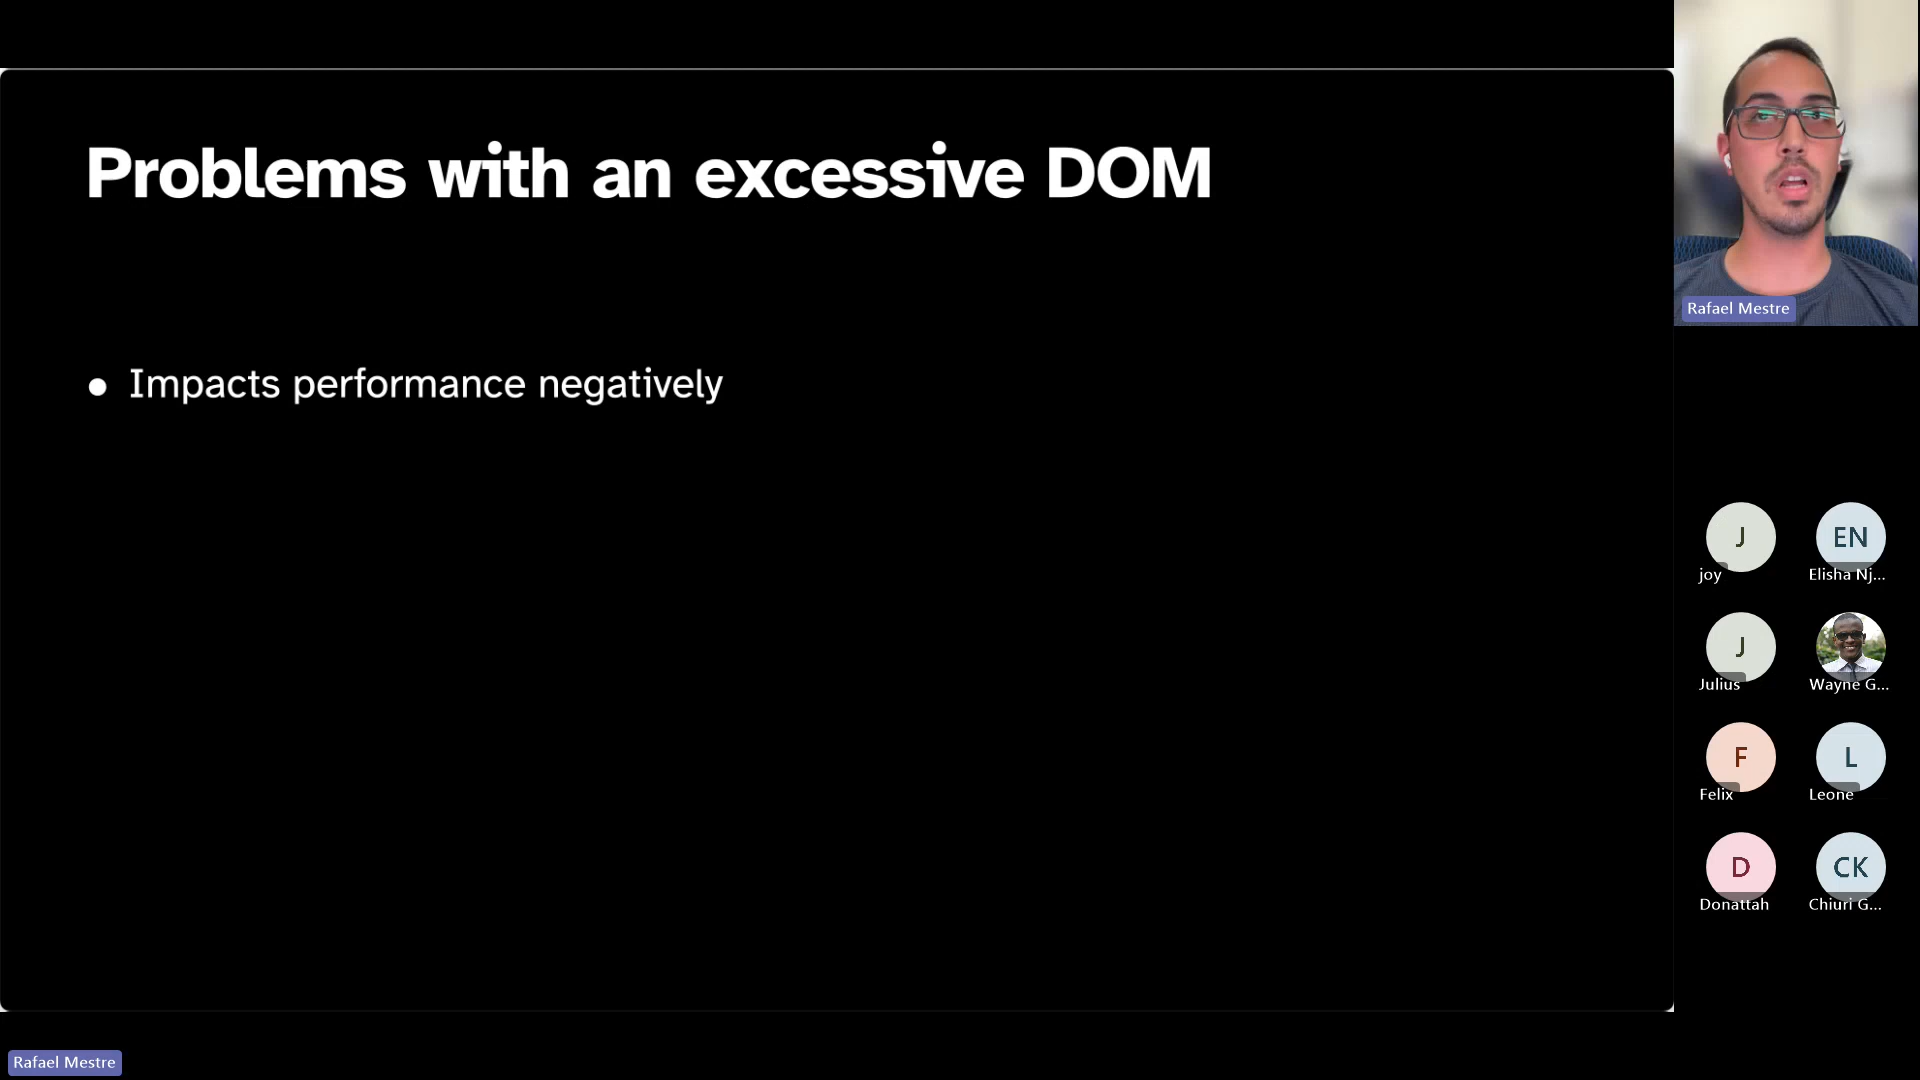 Problems with an excessive DOM
● Impacts performance negatively
Rafael Mestre
J
joy
EN
Elisha Nj...
J
Julius
Wayne G...
F
Felix
L
Leone
D
Donattah
CK
Chiuri G...
Rafael Mestre